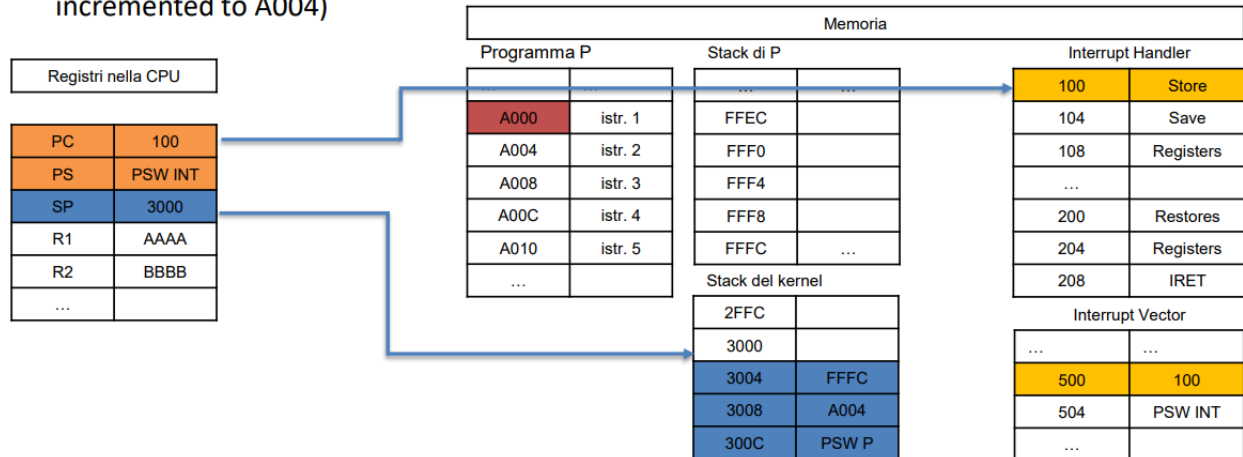 incremented to A004)
Memoria
Registri nella CPU
PC 100
PS PSW INT
SP 3000
R1 AAAA
R2 BBBB
…
Programma P
… …
A000 istr. 1
A004 istr. 2
A008 istr. 3
A00C istr. 4
A010 istr. 5
…
Stack di P
… …
FFEC
FFF0
FFF4
FFF8
FFFC …
Stack del kernel
2FFC
3000
3004 FFFC
3008 A004
300C PSW P
Interrupt Handler
100 Store
104 Save
108 Registers
…
200 Restores
204 Registers
208 IRET
Interrupt Vector
… …
500 100
504 PSW INT
…